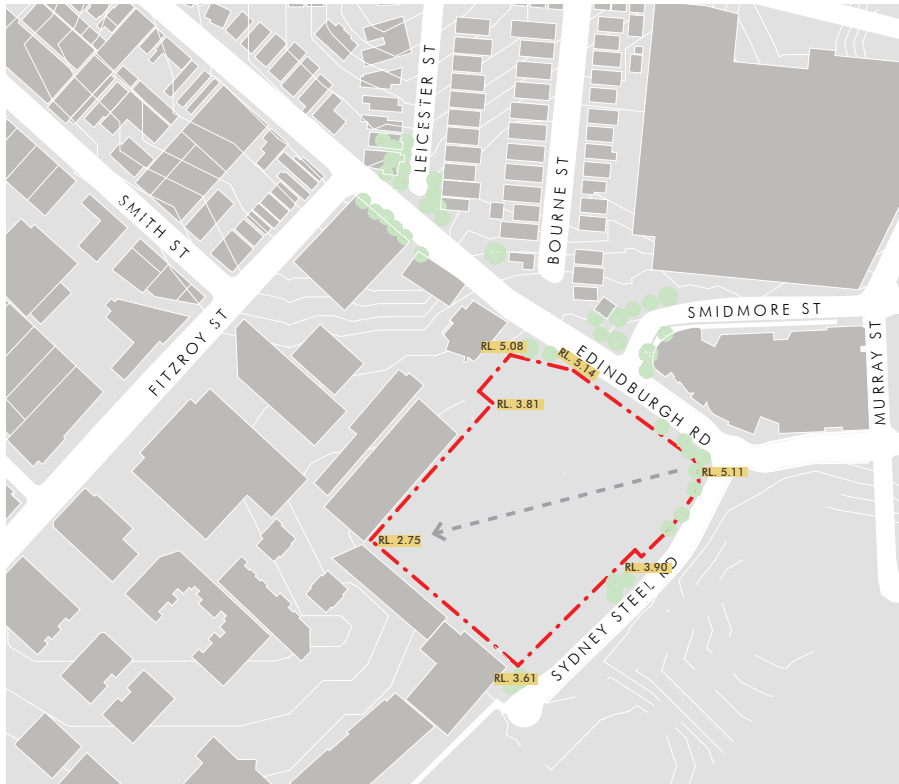 LEICESTER ST
BOURNE ST
SMITH ST
SMIDMORE ST
MURRAY ST
FITZROY ST
RL. 5.08
RL. 5.14
EDINDBURGH RD
RL. 3.81
RL. 5.11
RL. 2.75
RL. 3.90
SYDNEY STEEL RD
RL. 3.61